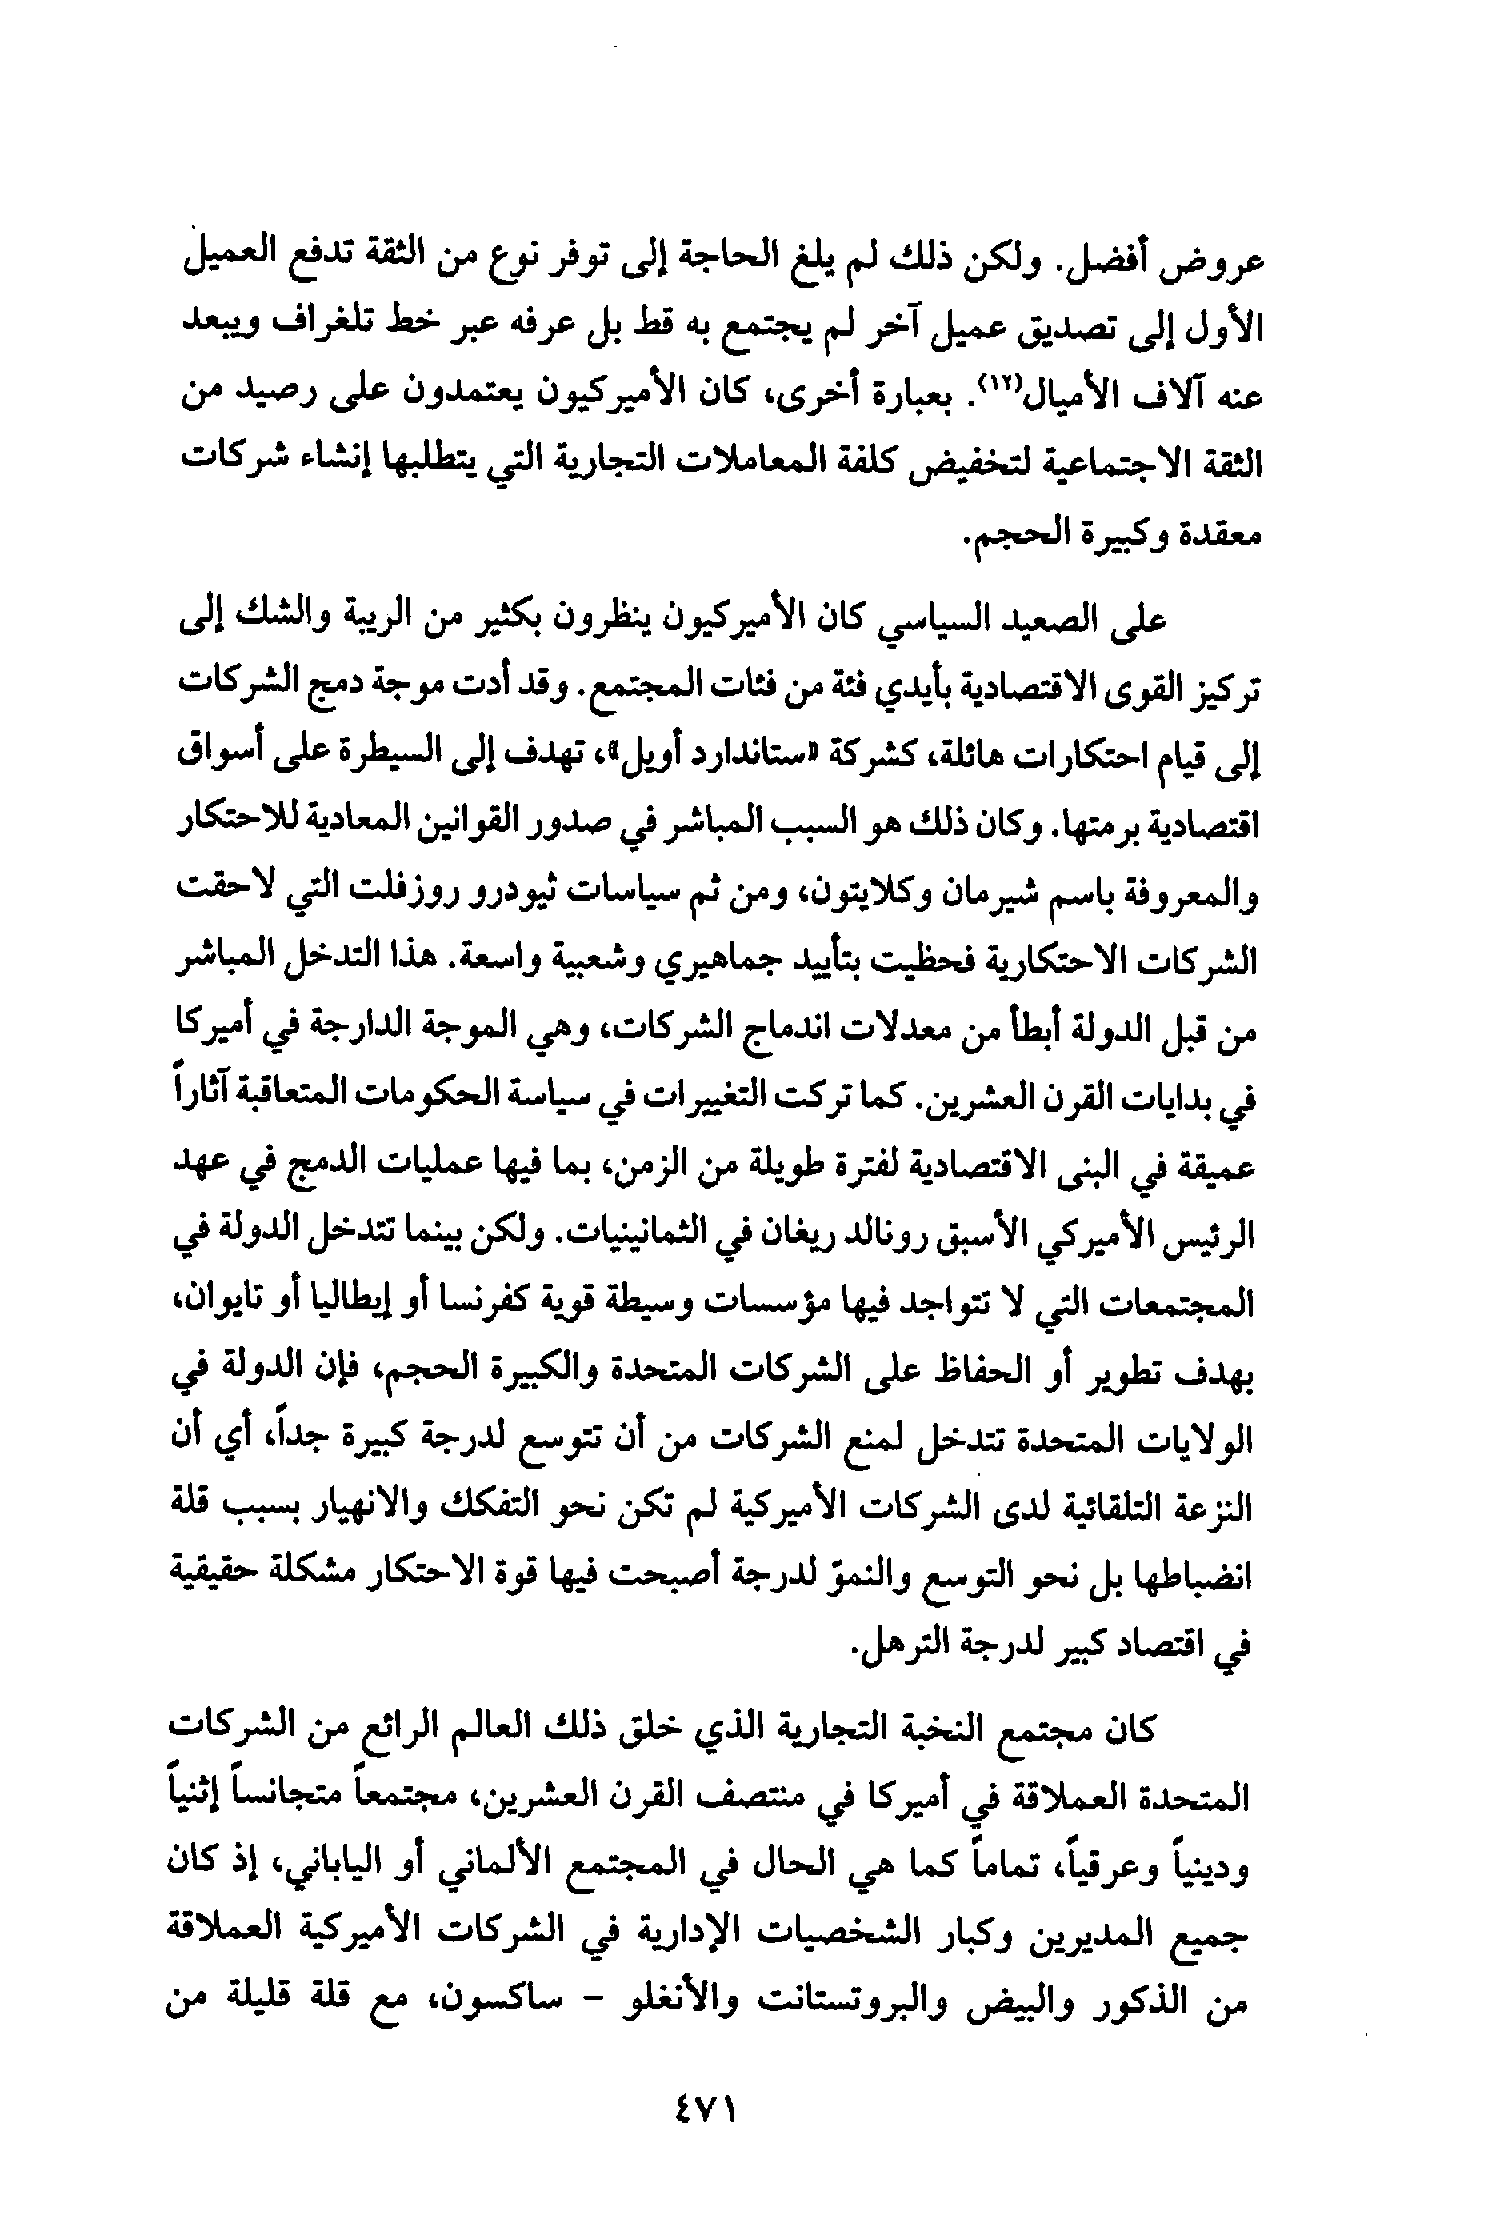 عروض أفضل. ولكن ذلك لم يلغ الحاجة إلى توفر نوع من الثقة تدفع العميل
الأول إلى تصديق عميل آخر لم يجتمع به قط بل عرفه عبر خط تلغراف ويبعد
عنه آلاف الأميال(١٢). بعبارة أخرى، كان الأميركيون يعتمدون على رصيد من
الثقة الاجتماعية لتخفيض كلفة المعاملات التجارية التي يتطلبها إنشاء شركات
معقدة وكبيرة الحجم.
على الصعيد السياسي كان الأميركيون ينظرون بكثير من الريبة والشك إلى
تركيز القوى الاقتصادية بأيدي فئة من فئات المجتمع. وقد أدت موجة دمج الشركات
إلى قيام احتكارات هائلة، كشركة «ستاندارد أويل»، تهدف إلى السيطرة على أسواق
اقتصادية برمتها. وكان ذلك هو السبب المباشر في صدور القوانين المعادية للاحتكار
والمعروفة باسم شيرمان وكلايتون، ومن ثم سياسات ثيودرو روزفلت التي لاحقت
الشركات الاحتكارية فحظيت بتأييد جماهيري وشعبية واسعة. هذا التدخل المباشر
من قبل الدولة أبطأ من معدلات اندماج الشركات، وهي الموجة الدارجة في أميركا
في بدايات القرن العشرين. كما تركت التغييرات في سياسة الحكومات المتعاقبة آثاراً
عميقة في البنى الاقتصادية لفترة طويلة من الزمن، بما فيها عمليات الدمج في عهد
الرئيس الأميركي الأسبق رونالد ريغان في الثمانينيات. ولكن بينما تتدخل الدولة في
المجتمعات التي لا تتواجد فيها مؤسسات وسيطة قوية كفرنسا أو إيطاليا أو تايوان،
بهدف تطوير أو الحفاظ على الشركات المتحدة والكبيرة الحجم، فإن الدولة في
الولايات المتحدة تتدخل لمنع الشركات من أن تتوسع لدرجة كبيرة جداً، أي أن
النزعة التلقائية لدى الشركات الأميركية لم تكن نحو التفكك والانهيار بسبب قلة
انضباطها بل نحو التوسع والنموّ لدرجة أصبحت فيها قوة الاحتكار مشكلة حقيقية
في اقتصاد كبير لدرجة الترهل.
كان مجتمع النخبة التجارية الذي خلق ذلك العالم الرائع من الشركات
المتحدة العملاقة في أميركا في منتصف القرن العشرين، مجتمعاً متجانساً إثنياً
ودينياً وعرقياً، تماماً كما هي الحال في المجتمع الألماني أو الياباني، إذ كان
جميع المديرين وكبار الشخصيات الإدارية في الشركات الأميركية العملاقة
من الذكور والبيض والبروتستانت والأنغلو - ساكسون، مع قلة قليلة من
٤٧١